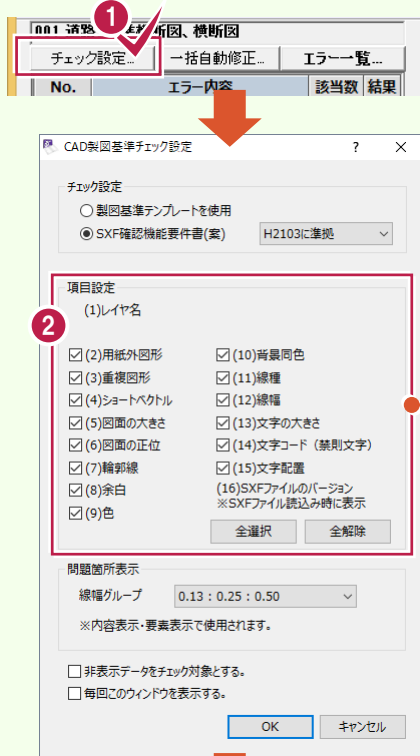 1
001 道路 断図、横断図
チェック設定... 一括自動修正... エラー一覧...
No. エラー内容 該当数 結果
CAD製図基準チェック設定 ? ×
チェック設定
製図基準テンプレートを使用
SXF確認機能要件書(案) H2103に準拠
2
項目設定
(1)レイヤ名
(2)用紙外図形 (10)背景同色
(3)重複図形 (11)線種
(4)ショートベクトル (12)線幅
(5)図面の大きさ (13)文字の大きさ
(6)図面の正位 (14)文字コード（禁則文字）
(7)輪郭線 (15)文字配置
(8)余白 (16)SXFファイルのバージョン
(9)色 ※SXFファイル読込み時に表示
全選択 全解除
問題箇所表示
線幅グループ 0.13 : 0.25 : 0.50
※内容表示・要素表示で使用されます。
非表示データをチェック対象とする。
毎回このウィンドウを表示する。
OK キャンセル